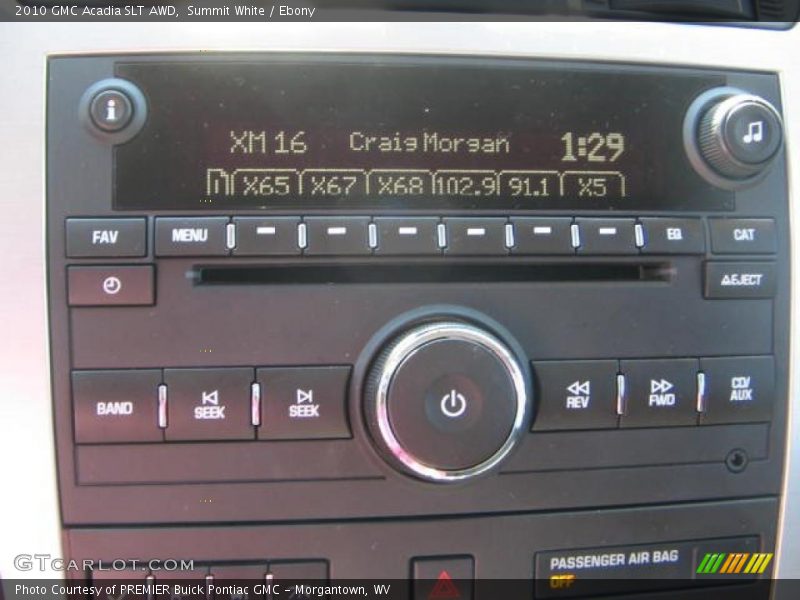 2010 GMC Acadia SLT AWD, Summit White / Ebony
i
XM 16 Craig Morgan 1:29
X65 X67 X68 102.9 91.1 X5
FAV MENU EQ CAT
EJECT
BAND SEEK SEEK REV FWD CD/AUX
PASSENGER AIR BAG
OFF
GTCARLOT.COM
Photo Courtesy of PREMIER Buick Pontiac GMC - Morgantown, WV